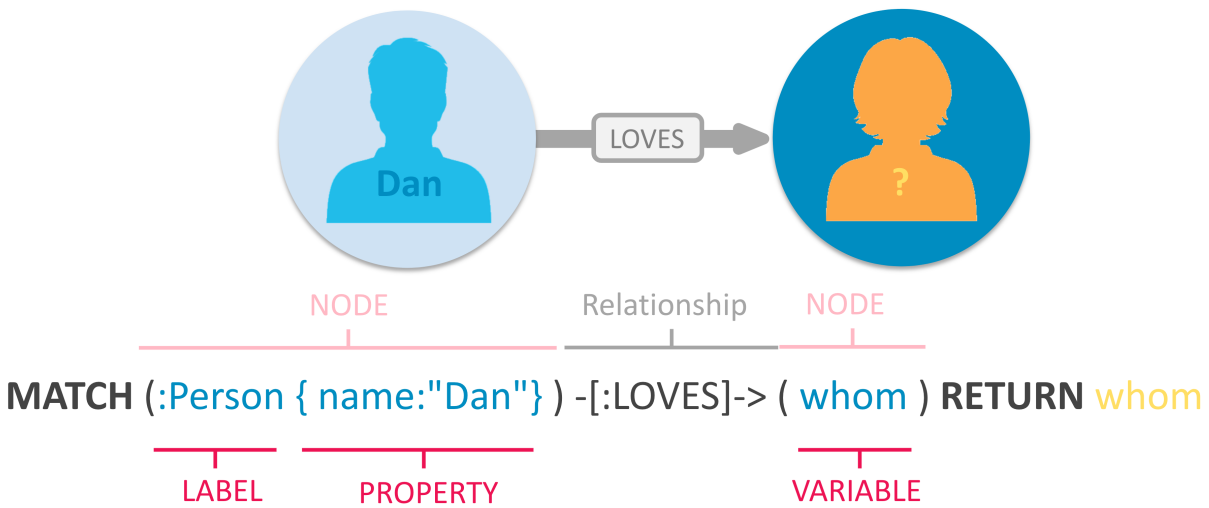 LOVES
Dan
?
NODE Relationship NODE
MATCH (:Person { name:"Dan"} ) -[:LOVES]-> ( whom ) RETURN whom
LABEL PROPERTY VARIABLE